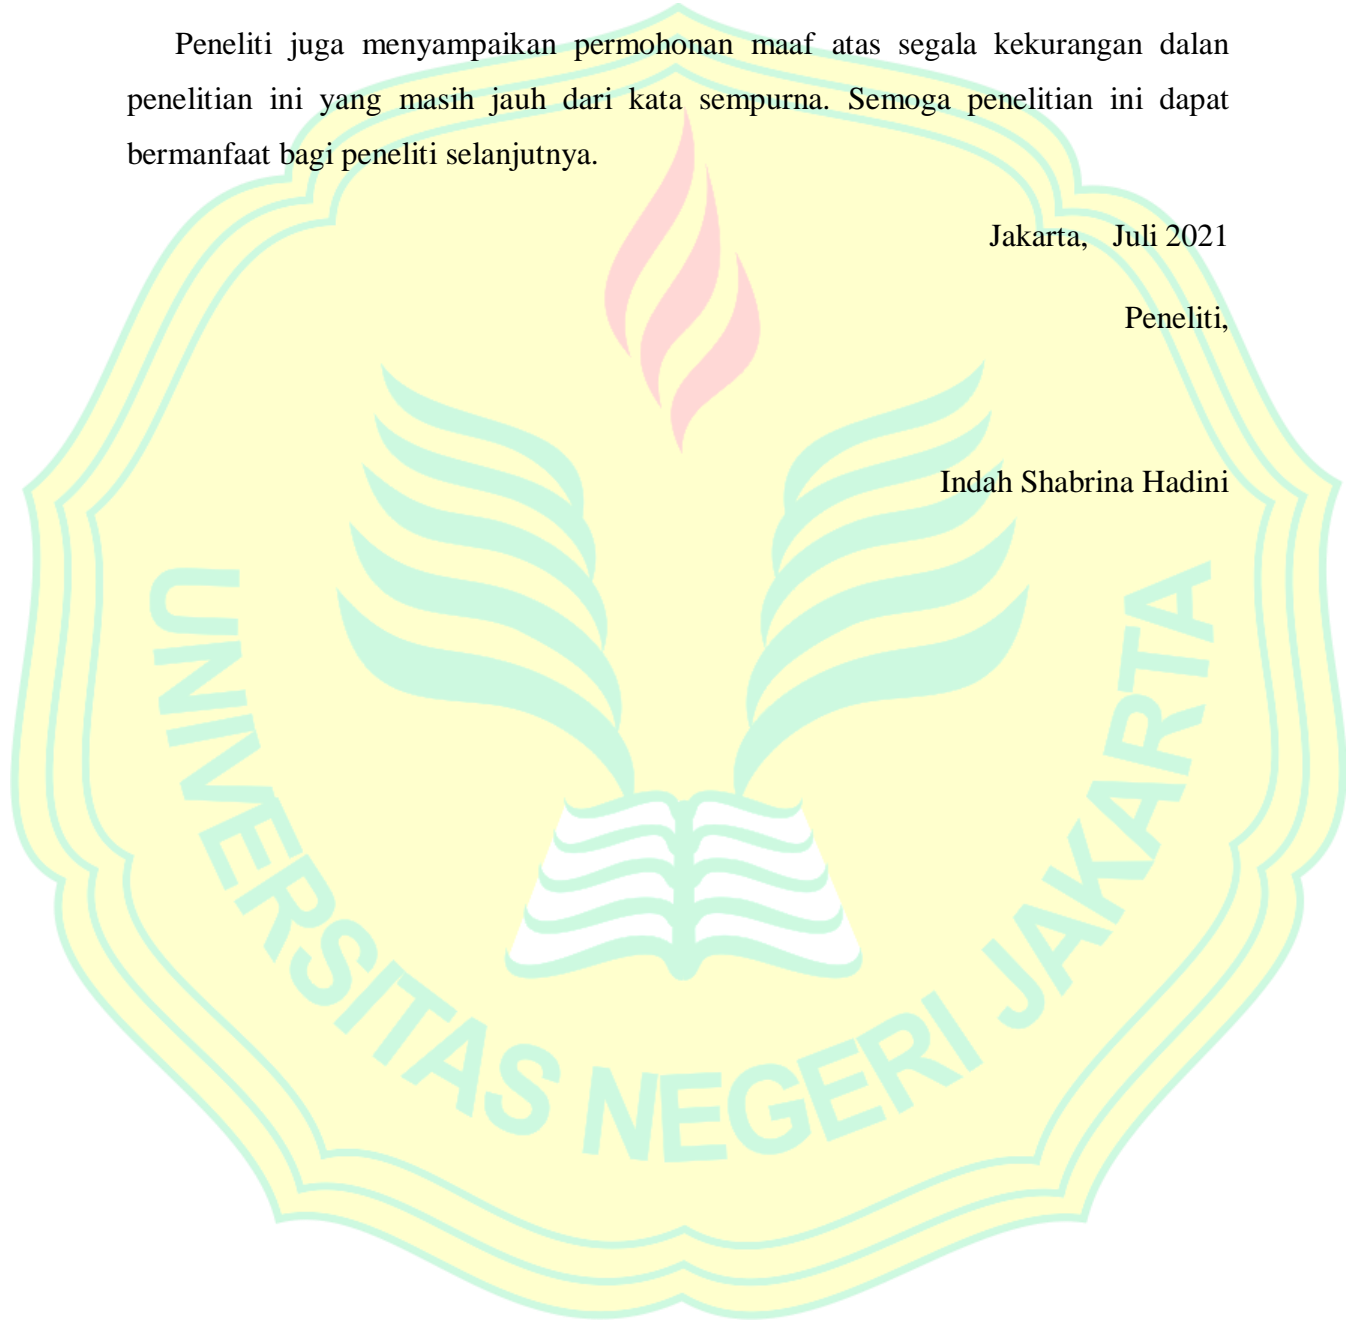 Peneliti juga menyampaikan permohonan maaf atas segala kekurangan dalan
penelitian ini yang masih jauh dari kata sempurna. Semoga penelitian ini dapat
bermanfaat bagi peneliti selanjutnya.
Jakarta, Juli 2021
Peneliti,
Indah Shabrina Hadini
UNIVERSITAS NEGERI JAKARTA